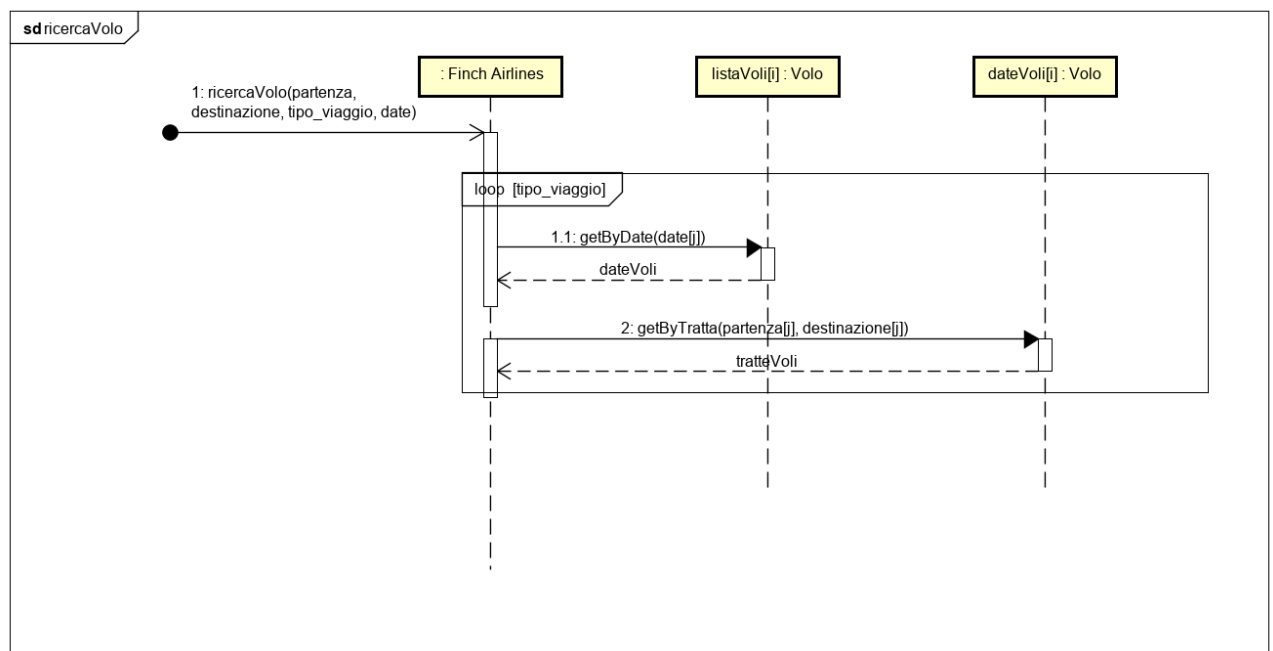 sd ricercaVolo
: Finch Airlines
listaVoli[i] : Volo
dateVoli[i] : Volo
1: ricercaVolo(partenza,
destinazione, tipo_viaggio, date)
loop [tipo_viaggio]
1.1: getByDate(date[j])
dateVoli
2: getByTratta(partenza[j], destinazione[j])
tratteVoli